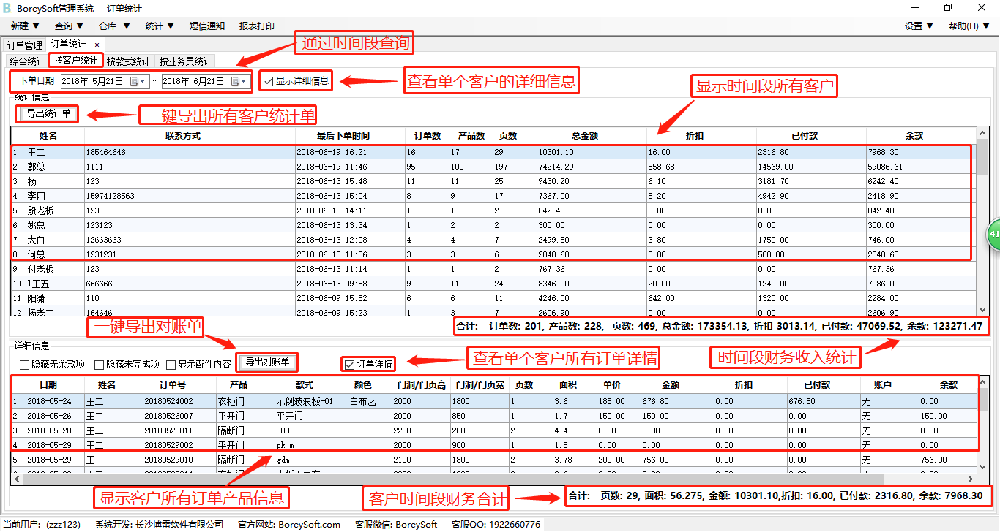 BoreySoft管理系统 -- 订单统计
新建 ▼ 查询 ▼ 仓库 ▼ 统计 ▼ 短信通知 报表打印 设置 ▼ 帮助(H) ▼
订单管理 订单统计 ×
通过时间段查询
综合统计 按客户统计 按款式统计 按业务员统计
下单日期 2018年 5月21日 ~ 2018年 6月21日 显示详细信息
查看单个客户的详细信息
显示时间段所有客户
统计信息
导出统计单
一键导出所有客户统计单
姓名 联系方式 最后下单时间 订单数 产品数 页数 总金额 折扣 已付款 余款
1 王二 185464646 2018-06-19 16:21 16 17 29 10301.10 16.00 2316.80 7968.30
2 郭总 1111 2018-06-19 11:46 95 100 197 74214.29 558.68 14569.00 59086.61
3 杨 123 2018-06-13 15:48 11 11 25 9430.20 6.10 3181.70 6242.40
4 李四 15974128563 2018-06-13 15:04 8 9 17 7367.00 5.20 4942.90 2418.90
5 殷老板 123 2018-06-13 14:11 1 1 2 842.40 0.00 0.00 842.40
6 姚总 123123 2018-06-13 13:34 1 2 2 300.00 0.00 0.00 300.00
7 大白 12663663 2018-06-13 12:08 4 4 7 2499.80 3.80 1750.00 746.00
8 何总 1231231 2018-06-13 11:56 3 3 6 2848.68 0.00 500.00 2348.68
9 付老板 123 2018-06-13 11:14 1 1 2 767.36 0.00 0.00 767.36
10 l王五 666666 2018-06-13 09:58 9 11 24 8346.00 20.00 1240.00 7086.00
11 阳潇 110 2018-06-09 15:52 6 6 11 4246.00 642.00 1320.00 2284.00
12 杨老二 164646 2018-06-09 15:23 1 3 7 2606.90 0.00 0.00 2606.90
41
一键导出对账单
合计: 订单数: 201, 产品数: 228, 页数: 469, 总金额: 173354.13, 折扣 3013.14, 已付款: 47069.52, 余款: 123271.47
详细信息
隐藏无余款项 隐藏未完成项 显示配件内容 导出对账单 订单详情
查看单个客户所有订单详情
时间段财务收入统计
日期 姓名 订单号 产品 款式 颜色 门洞/门页高 门洞/门页宽 页数 面积 单价 金额 折扣 已付款 账户 余款
1 2018-05-24 王二 20180524002 衣柜门 示例波浪板-01 白布艺 2000 1800 1 3.6 188.00 676.80 0.00 676.80 无 0.00
2 2018-05-26 王二 20180526007 平开门 平开门 2000 850 1 1.7 150.00 150.00 0.00 0.00 无 150.00
3 2018-05-28 王二 20180528011 隔断门 888 2200 2000 2 4.4 0.00 0.00 0.00 0.00 无 0.00
4 2018-05-29 王二 20180529002 平开门 pk m 2000 900 1 1.8 0.00 0.00 0.00 0.00 无 0.00
5 2018-05-29 王二 20180529010 隔断门 gdm 2100 1800 2 3.78 200.00 756.00 0.00 0.00 无 756.00
显示客户所有订单产品信息
客户时间段财务合计
合计: 页数: 29, 面积: 56.275, 金额: 10301.10,折扣: 16.00, 已付款: 2316.80, 余款: 7968.30
当前用户: (zzz123) 系统开发: 长沙博雷软件有限公司 官方网站: BoreySoft.com 客服微信: BoreySoft 客服QQ: 1922660776